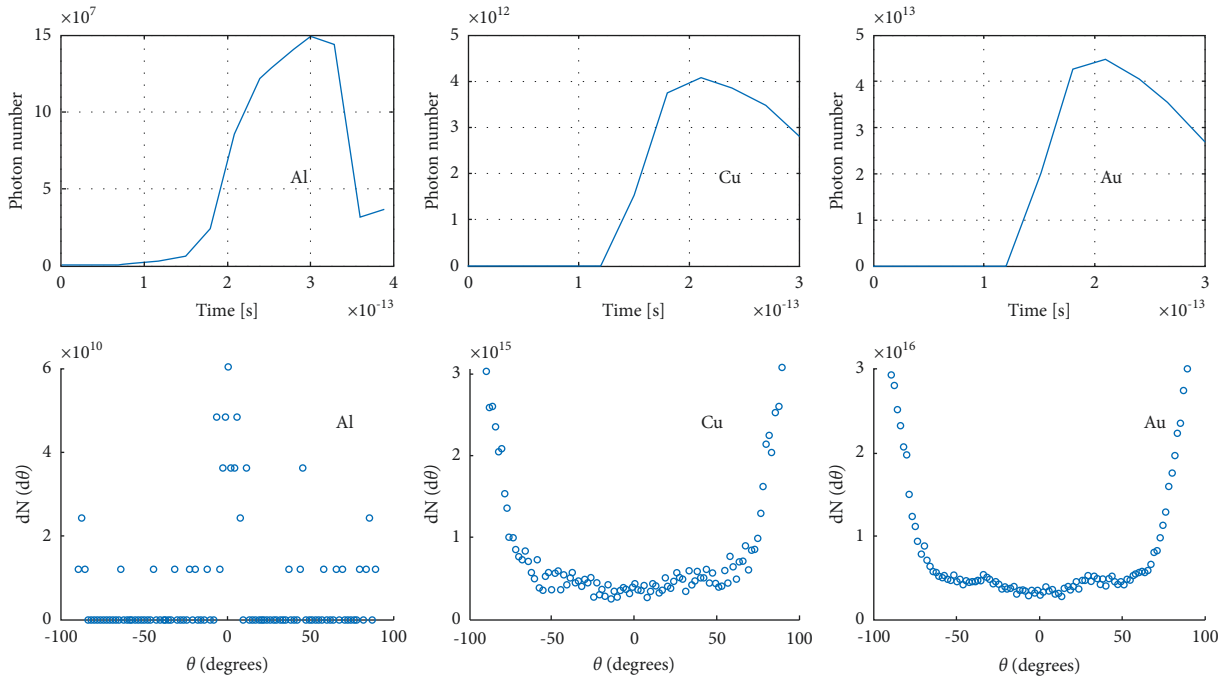 ×10^7
15
10
5
0
Photon number
Al
0 1 2 3 4
Time [s]
×10^-13
×10^12
5
4
3
2
1
0
Photon number
Cu
0 1 2 3
Time [s]
×10^-13
×10^13
5
4
3
2
1
0
Photon number
Au
0 1 2 3
Time [s]
×10^-13
×10^10
6
4
2
0
dN (dθ)
Al
-100 -50 0 50 100
θ (degrees)
×10^15
3
2
1
0
dN (dθ)
Cu
-100 -50 0 50 100
θ (degrees)
×10^16
3
2
1
0
dN (dθ)
Au
-100 -50 0 50 100
θ (degrees)